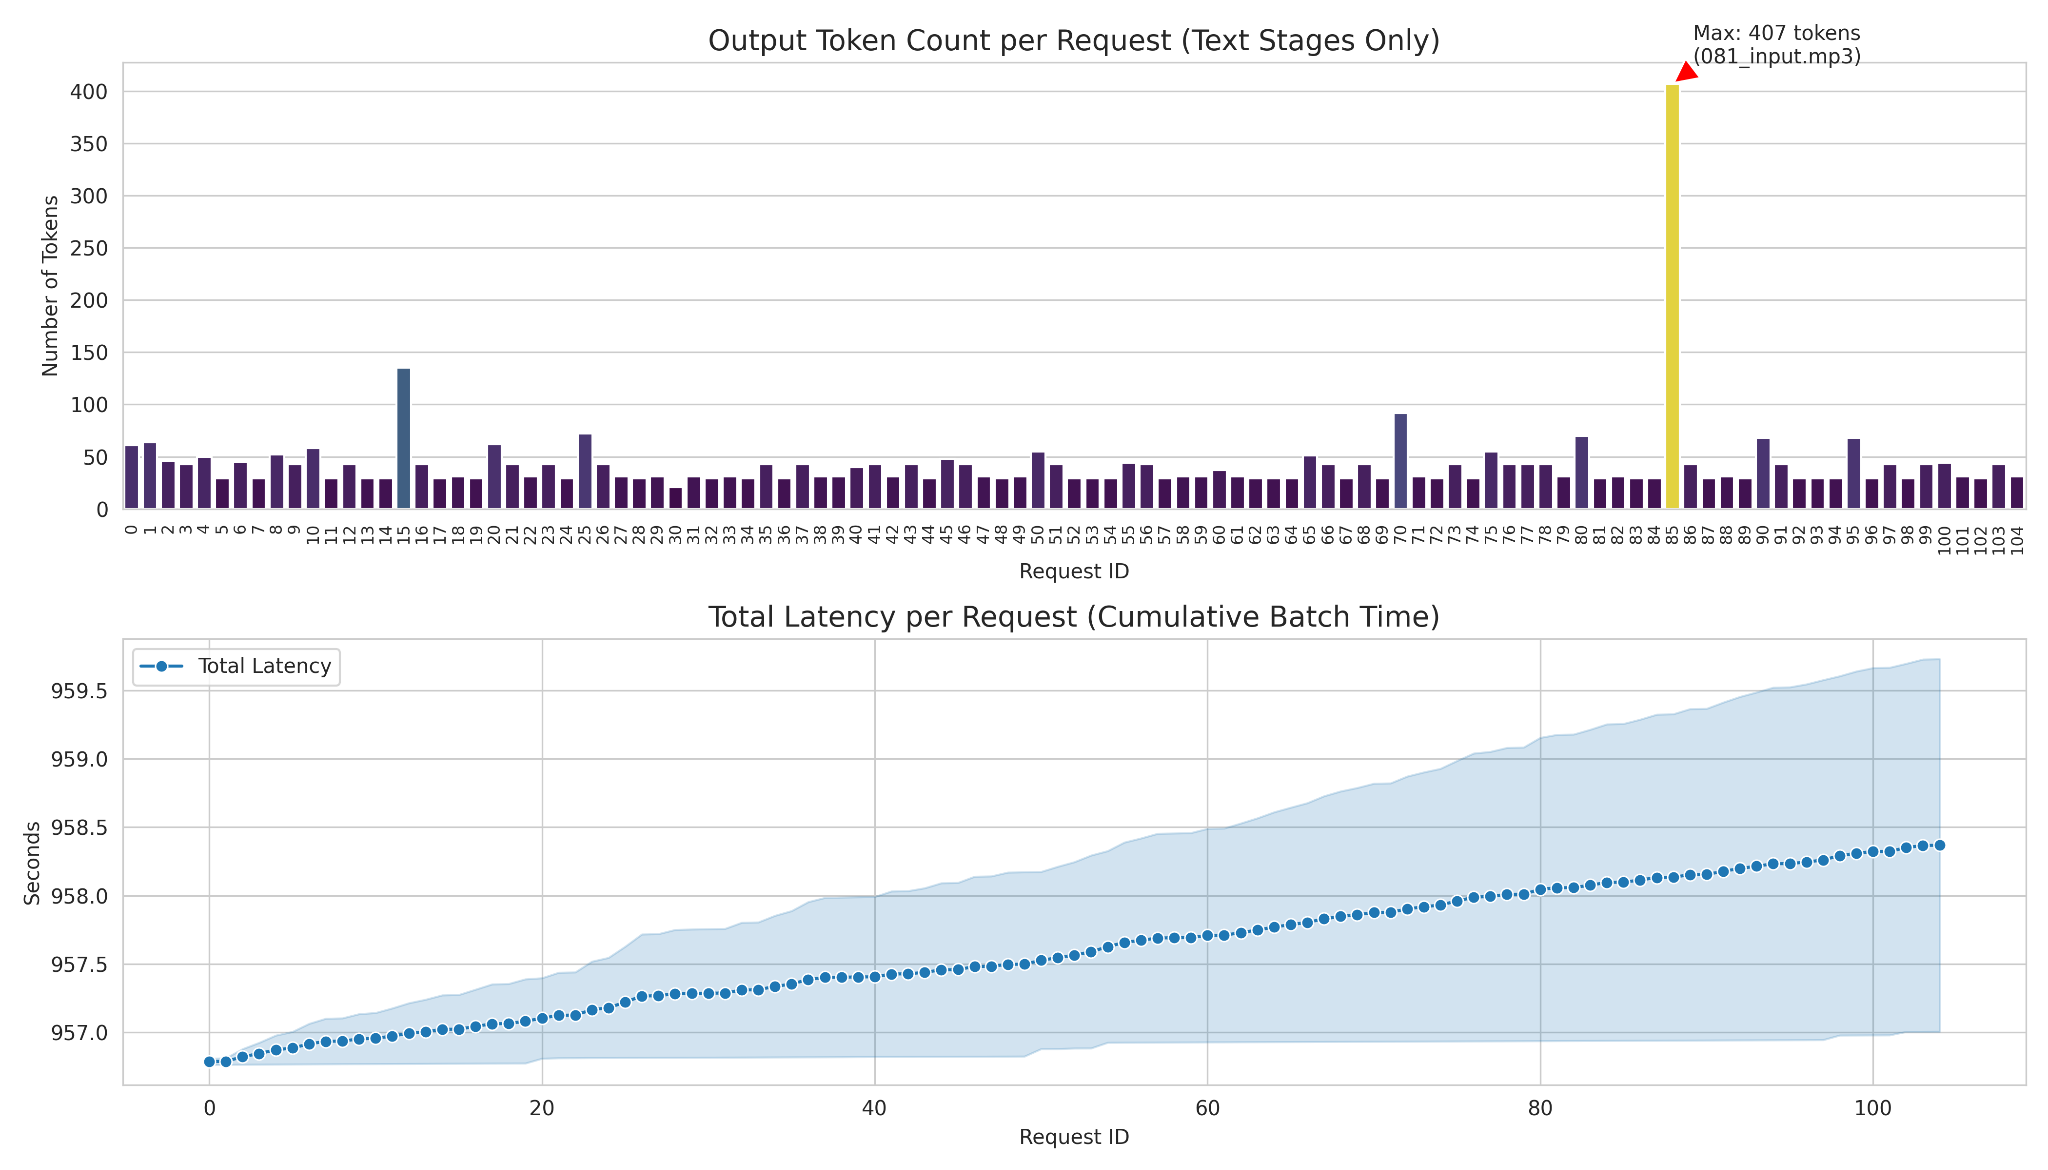 Output Token Count per Request (Text Stages Only)
Max: 407 tokens
(081_input.mp3)
400
350
300
250
200
150
100
50
0
Number of Tokens
0 1 2 3 4 5 6 7 8 9 10 11 12 13 14 15 16 17 18 19 20 21 22 23 24 25 26 27 28 29 30 31 32 33 34 35 36 37 38 39 40 41 42 43 44 45 46 47 48 49 50 51 52 53 54 55 56 57 58 59 60 61 62 63 64 65 66 67 68 69 70 71 72 73 74 75 76 77 78 79 80 81 82 83 84 85 86 87 88 89 90 91 92 93 94 95 96 97 98 99 100 101 102 103 104
Request ID
Total Latency per Request (Cumulative Batch Time)
Total Latency
959.5
959.0
958.5
958.0
957.5
957.0
Seconds
0 20 40 60 80 100
Request ID